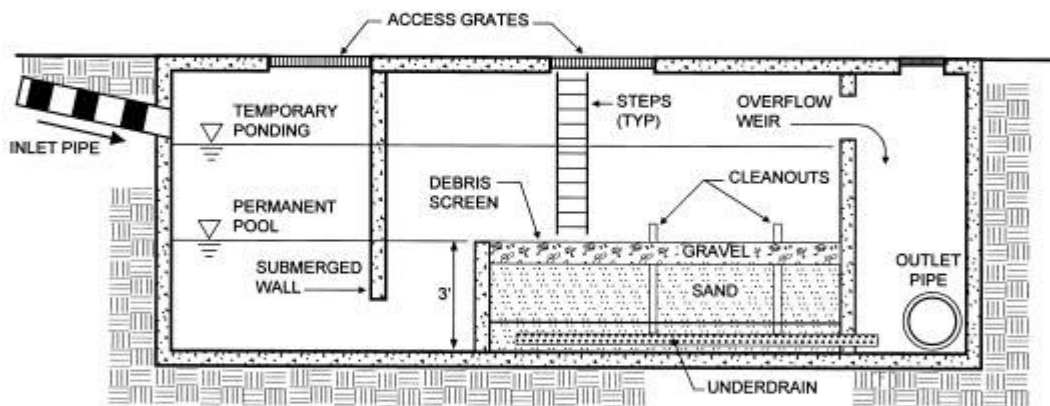 ACCESS GRATES
TEMPORARY
PONDING
STEPS
(TYP)
OVERFLOW
WEIR
INLET PIPE
DEBRIS
SCREEN
CLEANOUTS
PERMANENT
POOL
GRAVEL
SUBMERGED
WALL
3'
SAND
OUTLET
PIPE
UNDERDRAIN